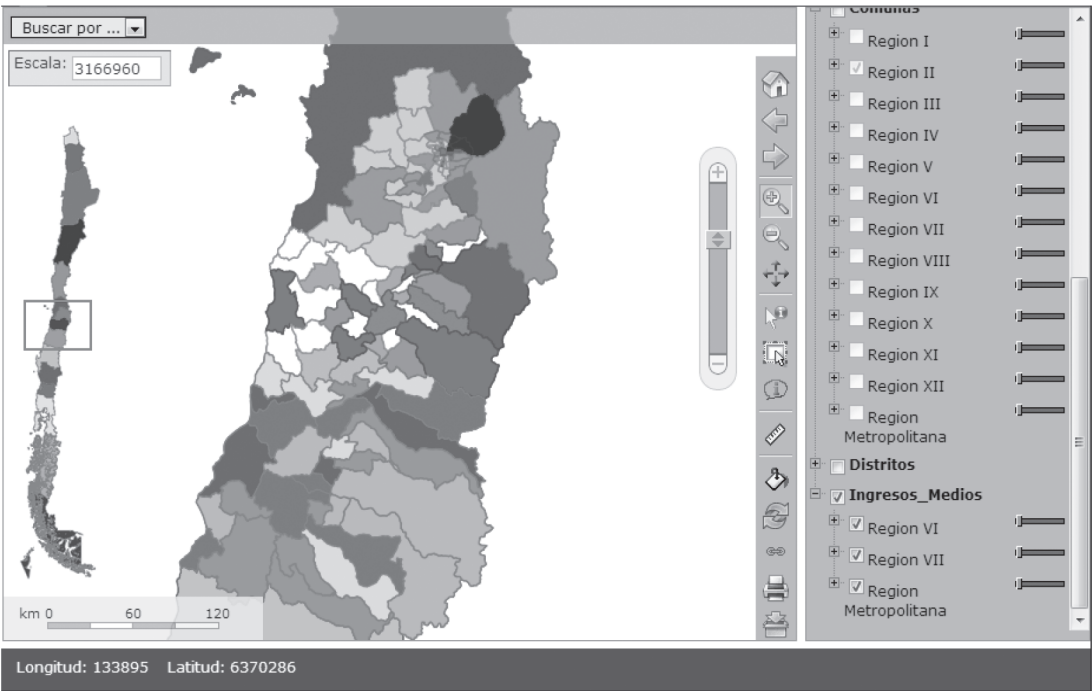 Buscar por ...
Escala: 3166960
km 0 60 120
Longitud: 133895 Latitud: 6370286
Comunas
Region I
Region II
Region III
Region IV
Region V
Region VI
Region VII
Region VIII
Region IX
Region X
Region XI
Region XII
Region
Metropolitana
Distritos
Ingresos_Medios
Region VI
Region VII
Region
Metropolitana